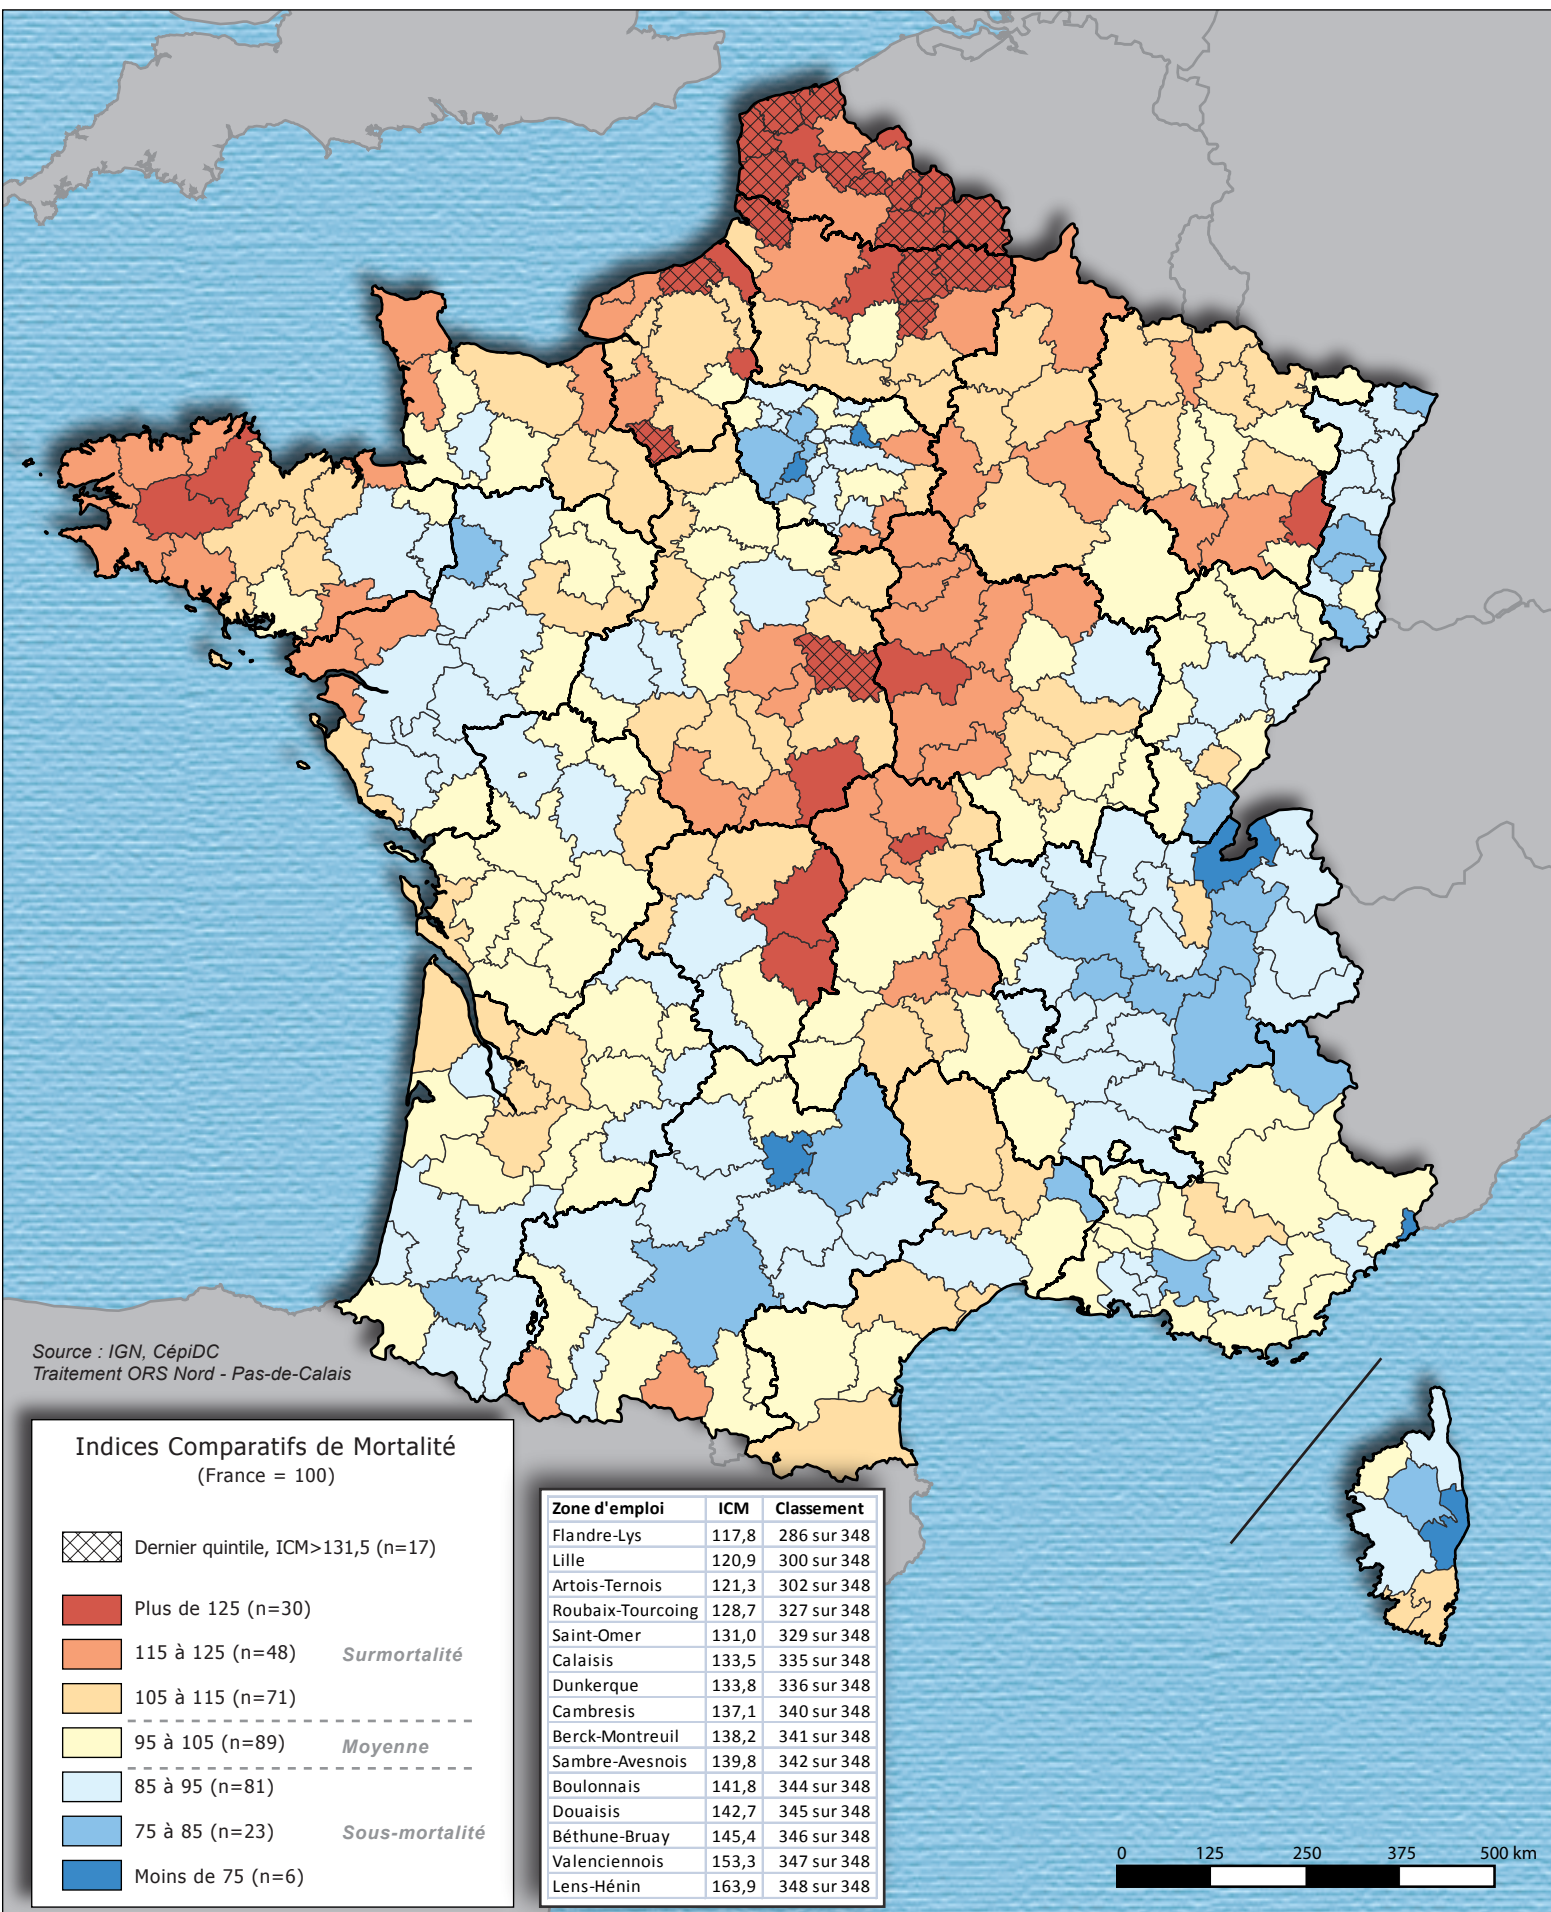 Source : IGN, CépiDC
Traitement ORS Nord - Pas-de-Calais
Indices Comparatifs de Mortalité
(France = 100)
Dernier quintile, ICM>131,5 (n=17)
Plus de 125 (n=30)
115 à 125 (n=48) Surmortalité
105 à 115 (n=71)
95 à 105 (n=89) Moyenne
85 à 95 (n=81)
75 à 85 (n=23) Sous-mortalité
Moins de 75 (n=6)
Zone d'emploi ICM Classement
Flandre-Lys 117,8 286 sur 348
Lille 120,9 300 sur 348
Artois-Ternois 121,3 302 sur 348
Roubaix-Tourcoing 128,7 327 sur 348
Saint-Omer 131,0 329 sur 348
Calaisis 133,5 335 sur 348
Dunkerque 133,8 336 sur 348
Cambresis 137,1 340 sur 348
Berck-Montreuil 138,2 341 sur 348
Sambre-Avesnois 139,8 342 sur 348
Boulonnais 141,8 344 sur 348
Douaisis 142,7 345 sur 348
Béthune-Bruay 145,4 346 sur 348
Valenciennois 153,3 347 sur 348
Lens-Hénin 163,9 348 sur 348
0 125 250 375 500 km